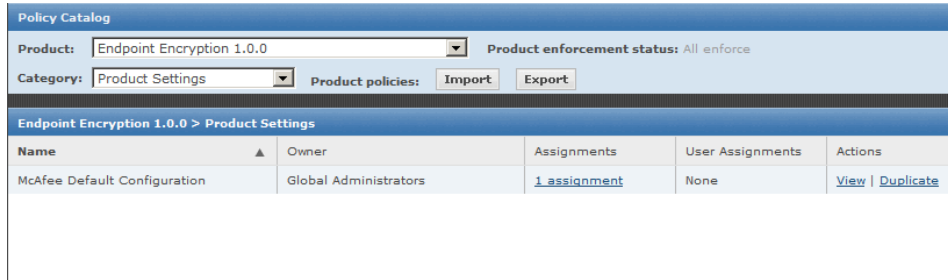 Policy Catalog
Product: Endpoint Encryption 1.0.0 Product enforcement status: All enforce
Category: Product Settings Product policies: Import Export
Endpoint Encryption 1.0.0 > Product Settings
Name Owner Assignments User Assignments Actions
McAfee Default Configuration Global Administrators 1 assignment None View | Duplicate